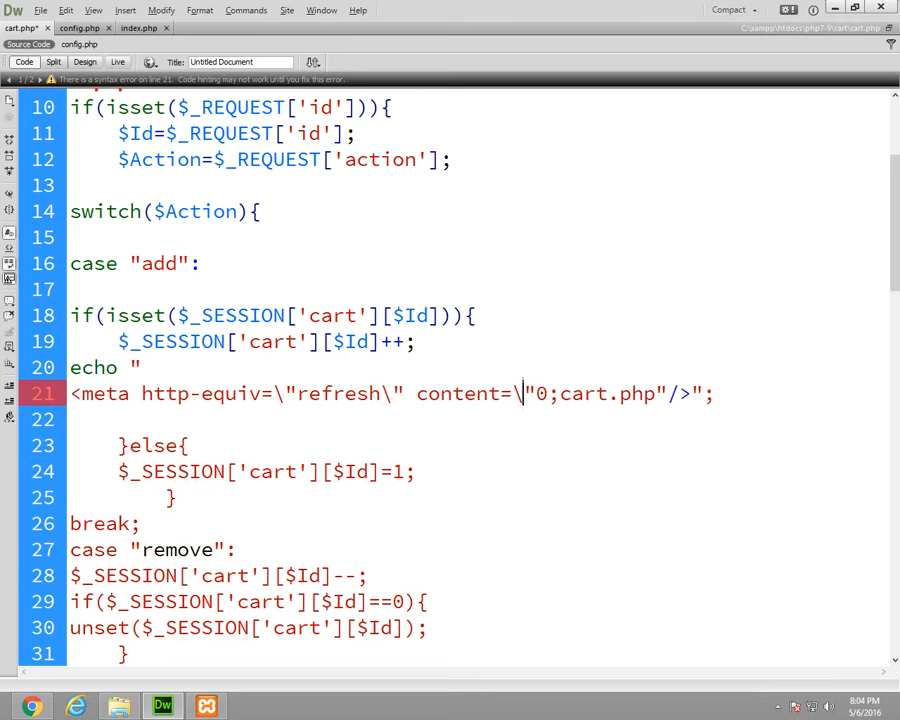 Dw File Edit View Insert Modify Format Commands Site Window Help Compact
cart.php* × config.php × index.php × C:\xampp\htdocs\php7-9\cart\cart.php
Source Code config.php
Code Split Design Live Title: Untitled Document
1 / 2 There is a syntax error on line 21. Code hinting may not work until you fix this error.
10 if(isset($_REQUEST['id'])){
11 $Id=$_REQUEST['id'];
12 $Action=$_REQUEST['action'];
13
14 switch($Action){
15
16 case "add":
17
18 if(isset($_SESSION['cart'][$Id])){
19 $_SESSION['cart'][$Id]++;
20 echo "
21 <meta http-equiv=\"refresh\" content=\"0;cart.php"/>";
22
23 }else{
24 $_SESSION['cart'][$Id]=1;
25 }
26 break;
27 case "remove":
28 $_SESSION['cart'][$Id]--;
29 if($_SESSION['cart'][$Id]==0){
30 unset($_SESSION['cart'][$Id]);
31 }
Dw
8:04 PM
5/6/2016